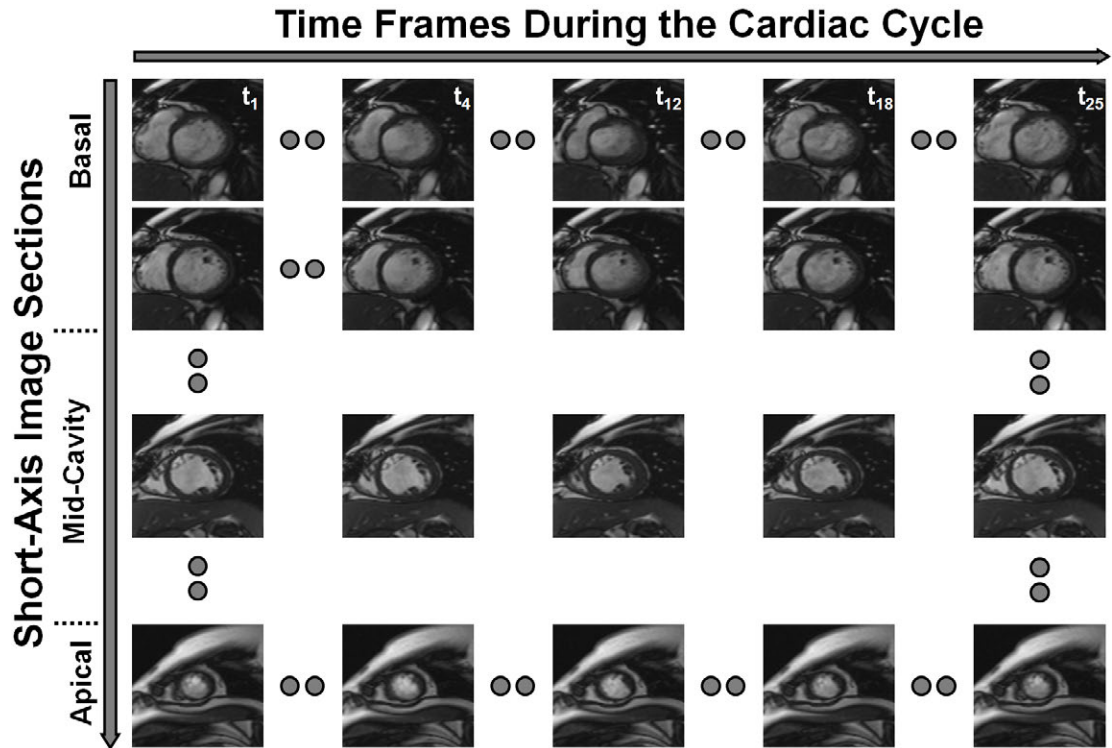 Time Frames During the Cardiac Cycle
t1
t4
t12
t18
t25
Short-Axis Image Sections
Basal
Mid-Cavity
Apical